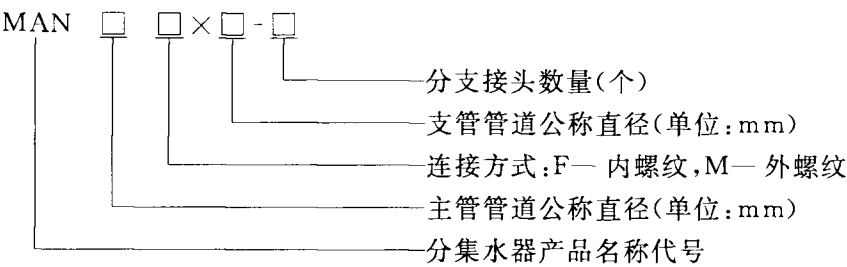 MAN □ □×□-□
分支接头数量(个)
支管管道公称直径(单位:mm)
连接方式:F—内螺纹,M—外螺纹
主管管道公称直径(单位:mm)
分集水器产品名称代号